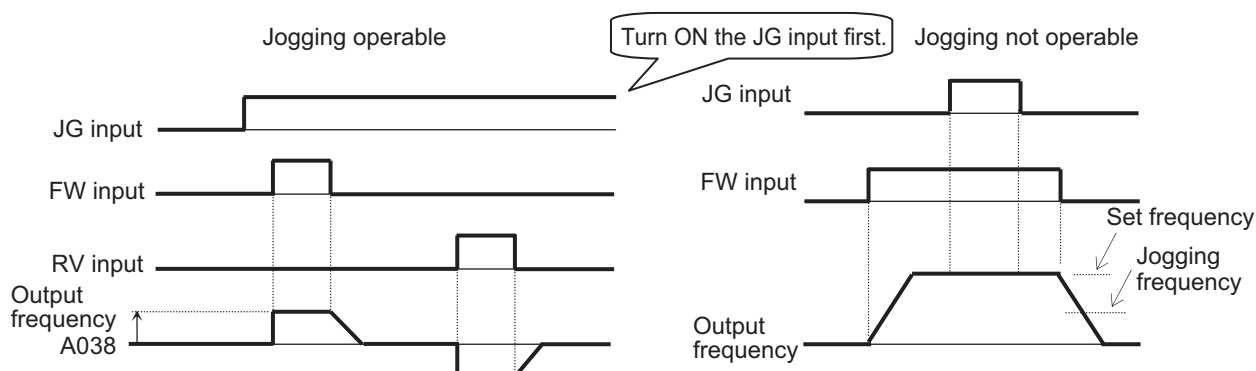 Jogging operable
Turn ON the JG input first.
JG input
FW input
RV input
Output
frequency
A038
Jogging not operable
JG input
FW input
Set frequency
Jogging
frequency
Output
frequency